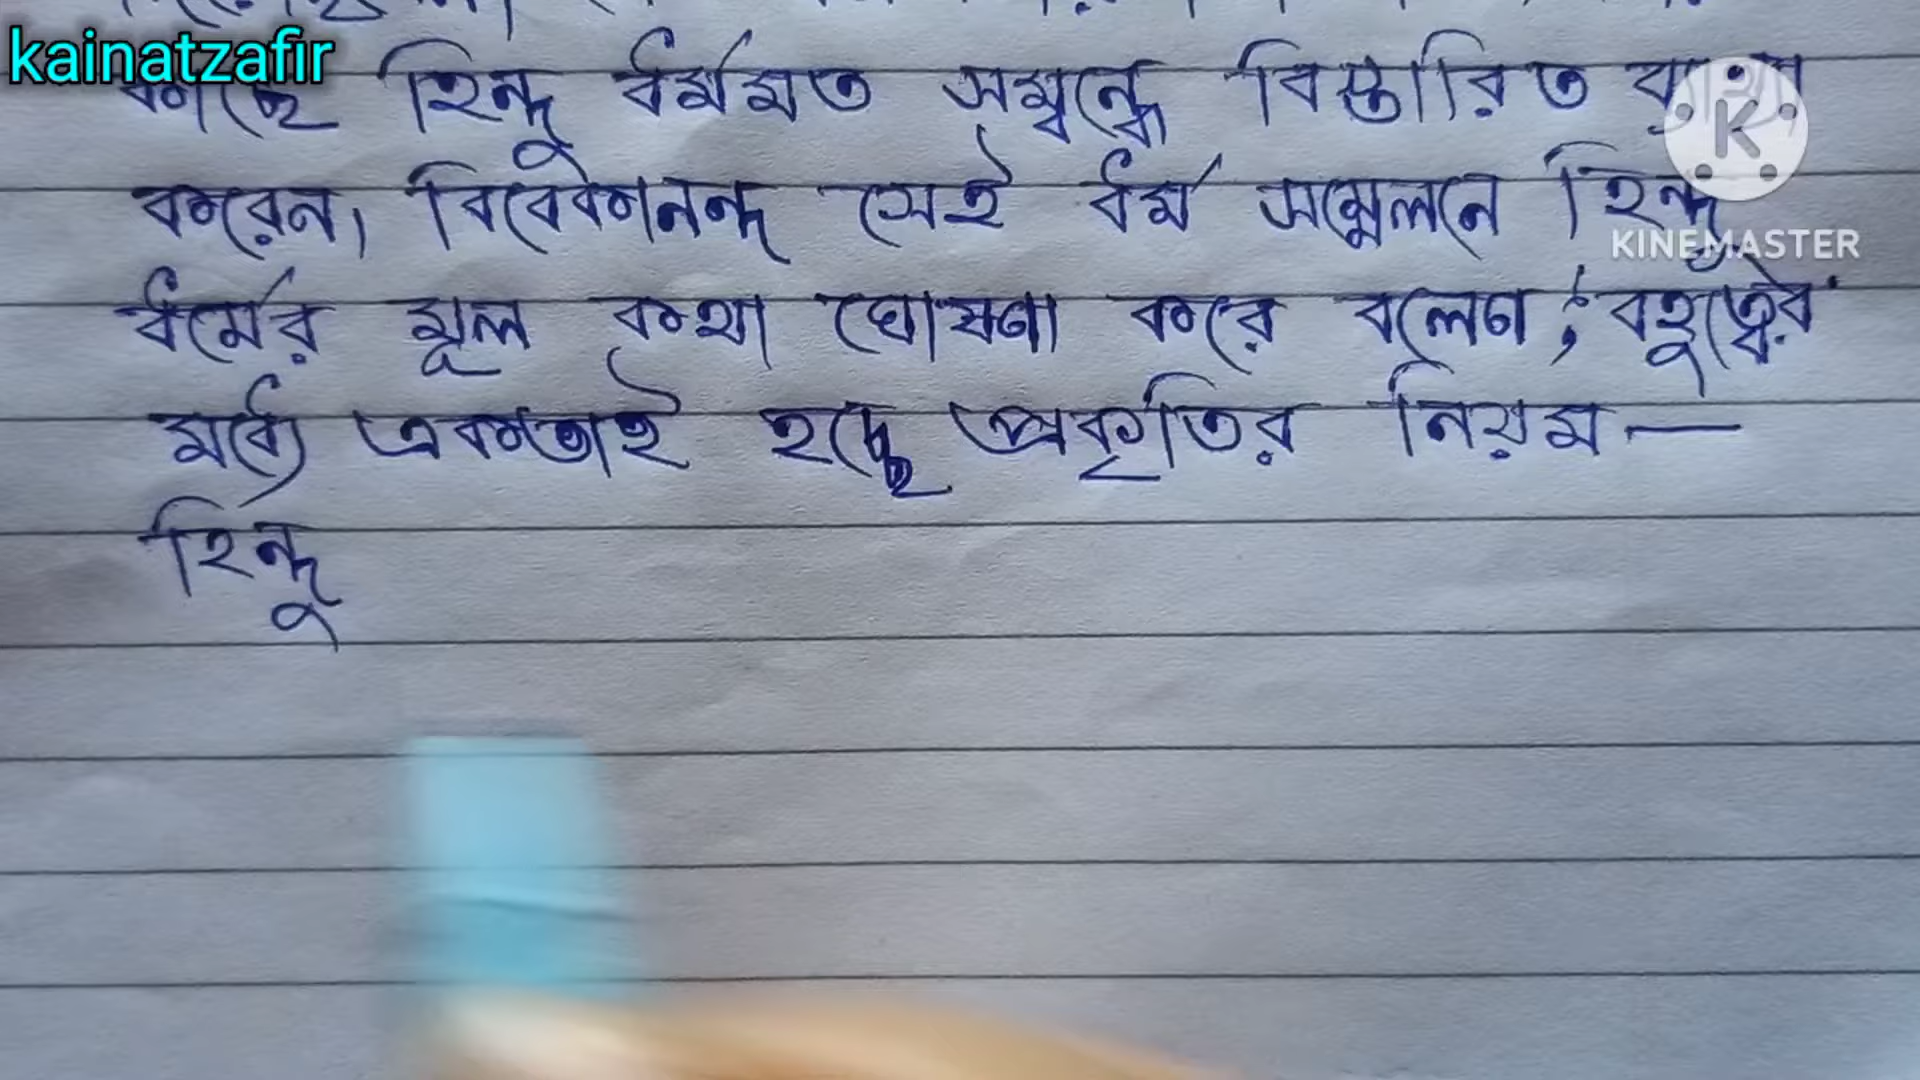 kainatzafir
কাছে হিন্দু ধর্মমত সম্বন্ধে বিস্তারিত
করেন। বিবেকানন্দ সেই ধর্ম সম্মেলনে হিন্দু
KINEMASTER
ধর্মের মূল কথা ঘোষণা করে বলেণ ; বহুত্বের
মধ্যে একতাই হচ্ছে প্রকৃতির নিয়ম —
হিন্দু